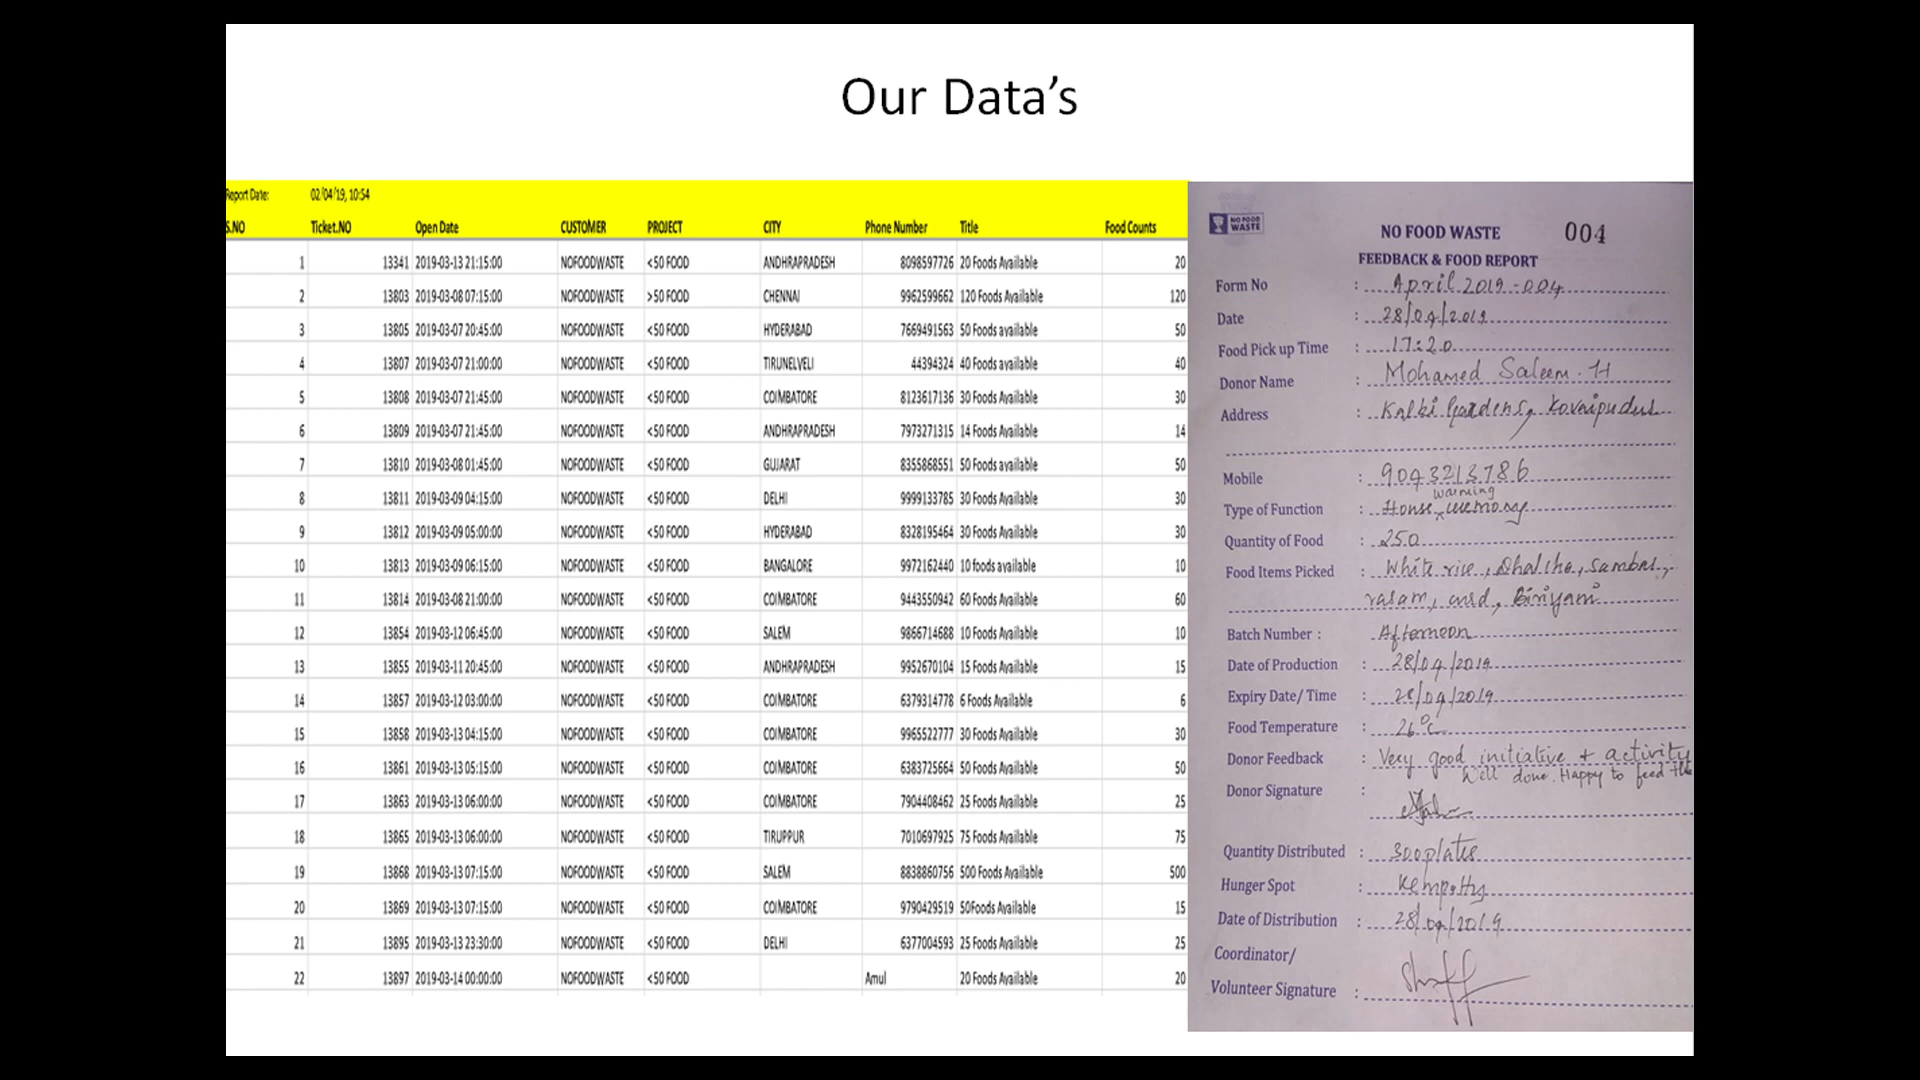 Our Data's
Report Date: 02/04/19, 10:54
S.NO Ticket.NO Open Date CUSTOMER PROJECT CITY Phone Number Title Food Counts
1 13341 2019-03-13 21:15:00 NOFOODWASTE <50 FOOD ANDHRAPRADESH 8098597726 20 Foods Available 20
2 13803 2019-03-08 07:15:00 NOFOODWASTE >50 FOOD CHENNAI 9962599662 120 Foods Available 120
3 13805 2019-03-07 20:45:00 NOFOODWASTE <50 FOOD HYDERABAD 7669491563 50 Foods available 50
4 13807 2019-03-07 21:00:00 NOFOODWASTE <50 FOOD TIRUNELVELI 44394324 40 Foods available 40
5 13808 2019-03-07 21:45:00 NOFOODWASTE <50 FOOD COIMBATORE 8123617136 30 Foods Available 30
6 13809 2019-03-07 21:45:00 NOFOODWASTE <50 FOOD ANDHRAPRADESH 7973271315 14 Foods Available 14
7 13810 2019-03-08 01:45:00 NOFOODWASTE <50 FOOD GUJARAT 8355868551 50 Foods available 50
8 13811 2019-03-09 04:15:00 NOFOODWASTE <50 FOOD DELHI 9999133785 30 Foods Available 30
9 13812 2019-03-09 05:00:00 NOFOODWASTE <50 FOOD HYDERABAD 8328195464 30 Foods Available 30
10 13813 2019-03-09 06:15:00 NOFOODWASTE <50 FOOD BANGALORE 9972162440 10 foods available 10
11 13814 2019-03-08 21:00:00 NOFOODWASTE <50 FOOD COIMBATORE 9443550942 60 Foods Available 60
12 13854 2019-03-12 06:45:00 NOFOODWASTE <50 FOOD SALEM 9866714688 10 Foods Available 10
13 13855 2019-03-11 20:45:00 NOFOODWASTE <50 FOOD ANDHRAPRADESH 9952670104 15 Foods Available 15
14 13857 2019-03-12 03:00:00 NOFOODWASTE <50 FOOD COIMBATORE 6379314778 6 Foods Available 6
15 13858 2019-03-13 04:15:00 NOFOODWASTE <50 FOOD COIMBATORE 9965522777 30 Foods Available 30
16 13861 2019-03-13 05:15:00 NOFOODWASTE <50 FOOD COIMBATORE 6383725664 50 Foods Available 50
17 13863 2019-03-13 06:00:00 NOFOODWASTE <50 FOOD COIMBATORE 7904408462 25 Foods Available 25
18 13865 2019-03-13 06:00:00 NOFOODWASTE <50 FOOD TIRUPPUR 7010697925 75 Foods Available 75
19 13868 2019-03-13 07:15:00 NOFOODWASTE <50 FOOD SALEM 8838860756 500 Foods Available 500
20 13869 2019-03-13 07:15:00 NOFOODWASTE <50 FOOD COIMBATORE 9790429519 50Foods Available 15
21 13895 2019-03-13 23:30:00 NOFOODWASTE <50 FOOD DELHI 6377004593 25 Foods Available 25
22 13897 2019-03-14 00:00:00 NOFOODWASTE <50 FOOD Amul 20 Foods Available 20
NO FOOD
WASTE
NO FOOD WASTE 004
FEEDBACK & FOOD REPORT
Form No : April 2019-004
Date : 28/04/2019
Food Pick up Time : 17:20
Donor Name : Mohamed Saleem. H
Address : Kalki Gardens, Kovaipudur
Mobile : 9043213786
warming
Type of Function : House
Quantity of Food : 250
Food Items Picked : White rice, Dhalcha, Sambar,
rasam, curd, Biriyani
Batch Number : Afternoon
Date of Production : 28/04/2019
Expiry Date/ Time : 28/04/2019
Food Temperature : 26°C
Donor Feedback : Very good initiative + activity
Well done. Happy to feed the
Donor Signature :
Quantity Distributed : 300 plates
Hunger Spot :
Date of Distribution : 28/04/2019
Coordinator/
Volunteer Signature :